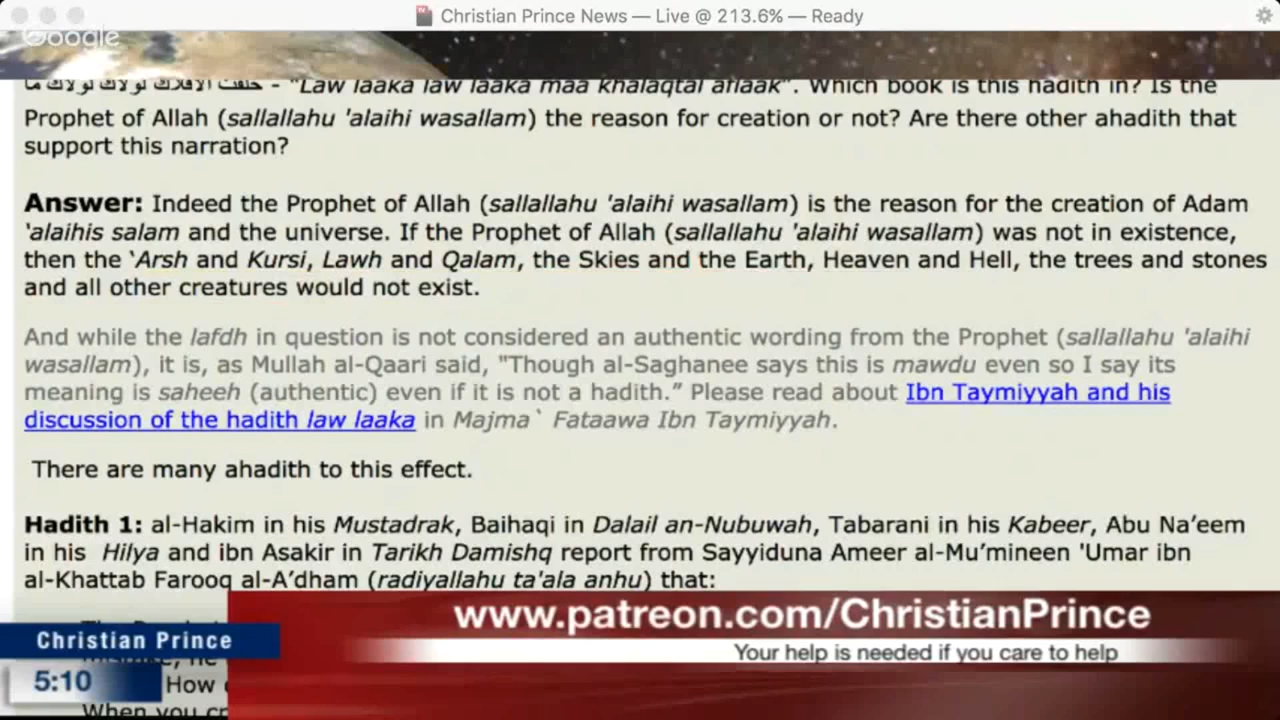 Christian Prince News — Live @ 213.6% — Ready
Google
خلقت الافلاك لولاك لولاك ما - "Law laaka law laaka maa khalaqtal aflaak". Which book is this hadith in? Is the
Prophet of Allah (sallallahu 'alaihi wasallam) the reason for creation or not? Are there other ahadith that
support this narration?
Answer: Indeed the Prophet of Allah (sallallahu 'alaihi wasallam) is the reason for the creation of Adam
'alaihis salam and the universe. If the Prophet of Allah (sallallahu 'alaihi wasallam) was not in existence,
then the `Arsh and Kursi, Lawh and Qalam, the Skies and the Earth, Heaven and Hell, the trees and stones
and all other creatures would not exist.
And while the lafdh in question is not considered an authentic wording from the Prophet (sallallahu 'alaihi
wasallam), it is, as Mullah al-Qaari said, "Though al-Saghanee says this is mawdu even so I say its
meaning is saheeh (authentic) even if it is not a hadith." Please read about Ibn Taymiyyah and his
discussion of the hadith law laaka in Majma` Fataawa Ibn Taymiyyah.
There are many ahadith to this effect.
Hadith 1: al-Hakim in his Mustadrak, Baihaqi in Dalail an-Nubuwah, Tabarani in his Kabeer, Abu Na'eem
in his Hilya and ibn Asakir in Tarikh Damishq report from Sayyiduna Ameer al-Mu'mineen 'Umar ibn
al-Khattab Farooq al-A'dham (radiyallahu ta'ala anhu) that:
www.patreon.com/ChristianPrince
Christian Prince
Your help is needed if you care to help
he
5:10
How
When you